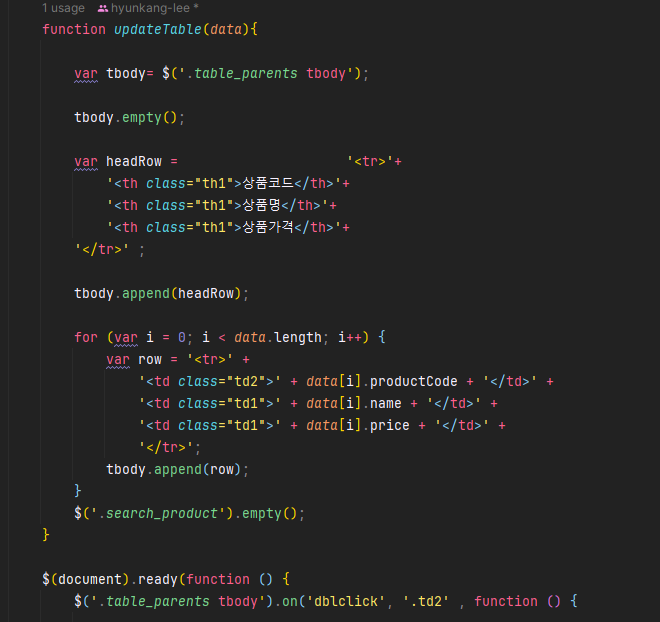 1 usage hyunkang-lee *
function updateTable(data){
var tbody= $('.table_parents tbody');
tbody.empty();
var headRow = '<tr>'+
'<th class="th1">상품코드</th>'+
'<th class="th1">상품명</th>'+
'<th class="th1">상품가격</th>'+
'</tr>' ;
tbody.append(headRow);
for (var i = 0; i < data.length; i++) {
var row = '<tr>' +
'<td class="td2">' + data[i].productCode + '</td>' +
'<td class="td1">' + data[i].name + '</td>' +
'<td class="td1">' + data[i].price + '</td>' +
'</tr>';
tbody.append(row);
}
$('.search_product').empty();
}
$(document).ready(function () {
$('.table_parents tbody').on('dblclick', '.td2' , function () {